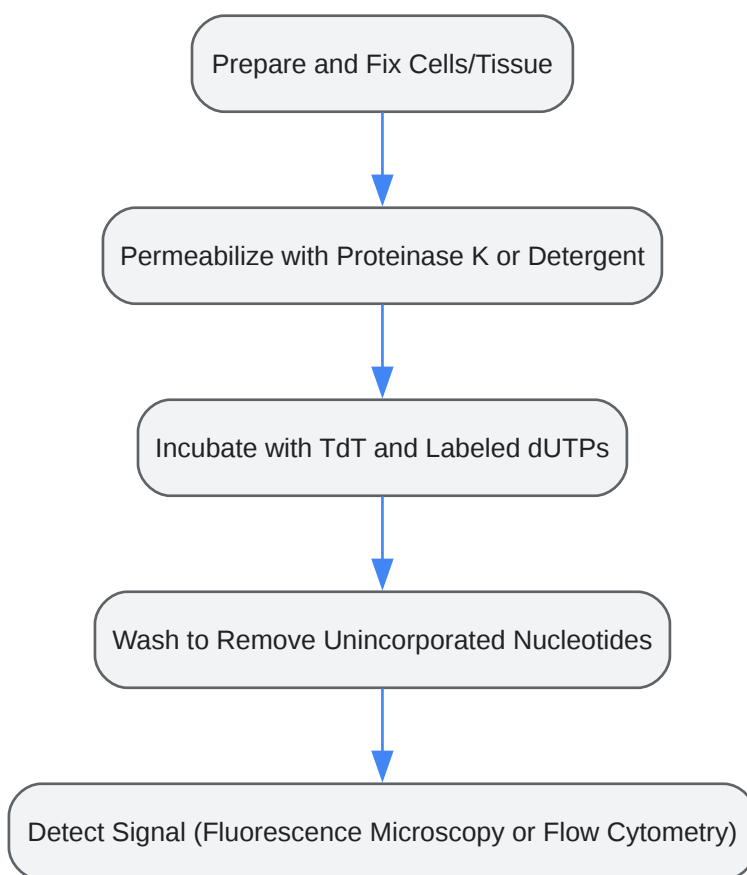 Prepare and Fix Cells/Tissue
Permeabilize with Proteinase K or Detergent
Incubate with TdT and Labeled dUTPs
Wash to Remove Unincorporated Nucleotides
Detect Signal (Fluorescence Microscopy or Flow Cytometry)